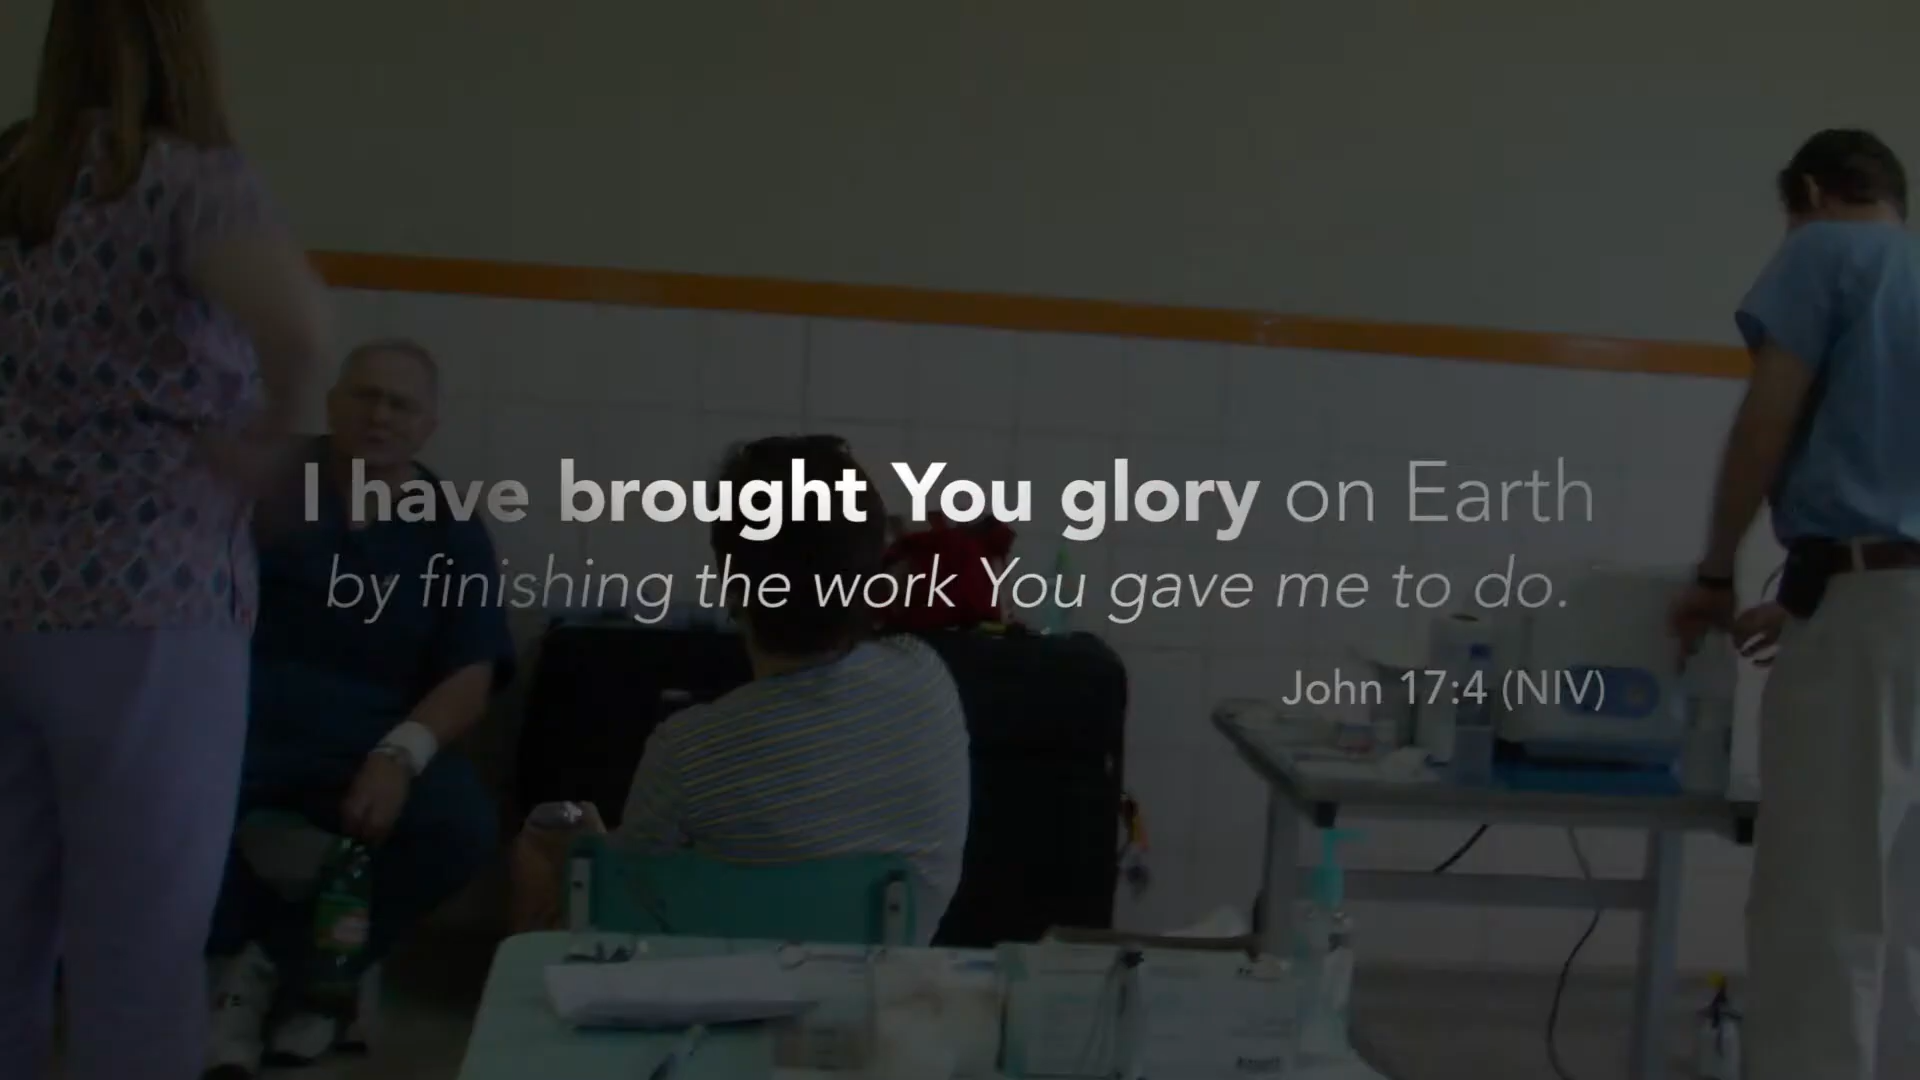 I have brought You glory on Earth
by finishing the work You gave me to do.
John 17:4 (NIV)